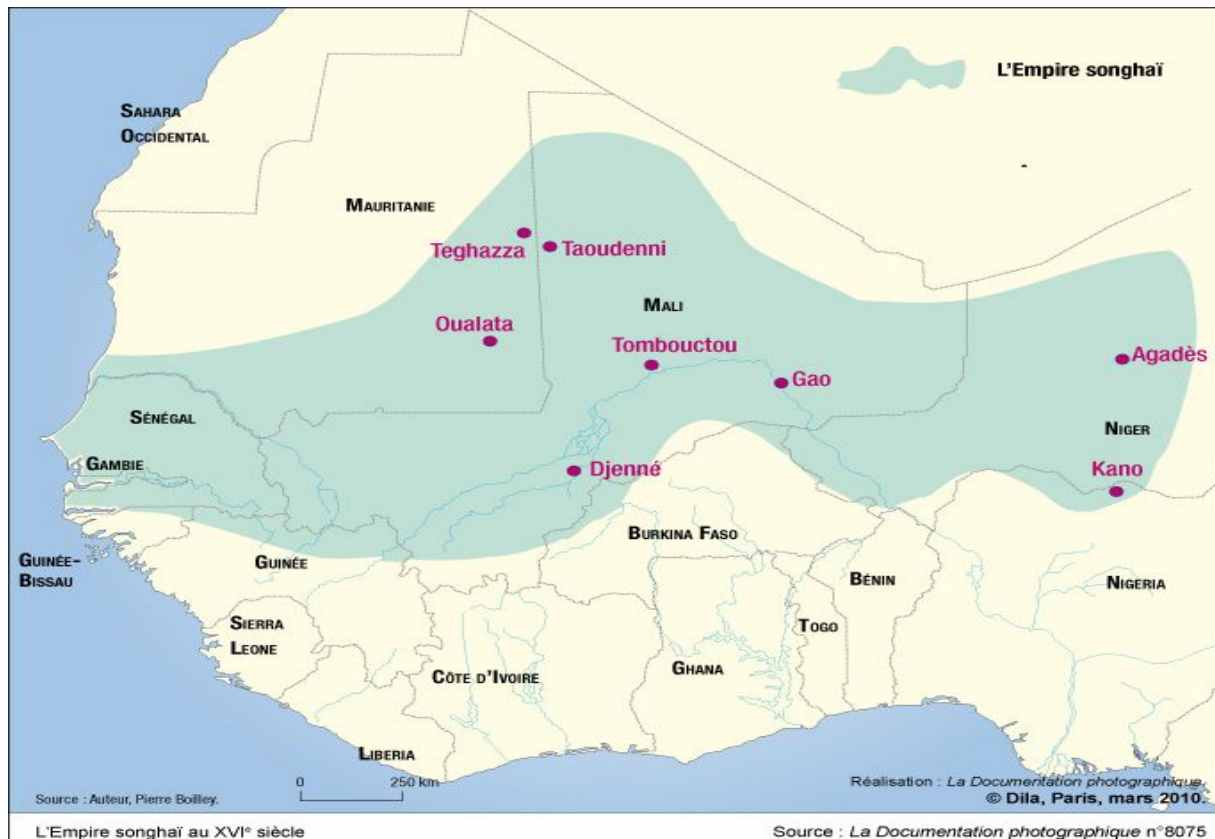 L'Empire songhaï
SAHARA
OCCIDENTAL
MAURITANIE
Teghazza
Taoudenni
MALI
Oualata
Tombouctou
Gao
Agadès
SÉNÉGAL
NIGER
GAMBIE
Djenné
Kano
GUINÉE-
BISSAU
GUINÉE
BURKINA FASO
BÉNIN
NIGERIA
SIERRA
LEONE
TOGO
CÔTE D'IVOIRE
GHANA
LIBERIA
0 250 km
Source : Auteur, Pierre Boilley.
Réalisation : La Documentation photographique.
© Dila, Paris, mars 2010.
L'Empire songhaï au XVIe siècle
Source : La Documentation photographique n°8075